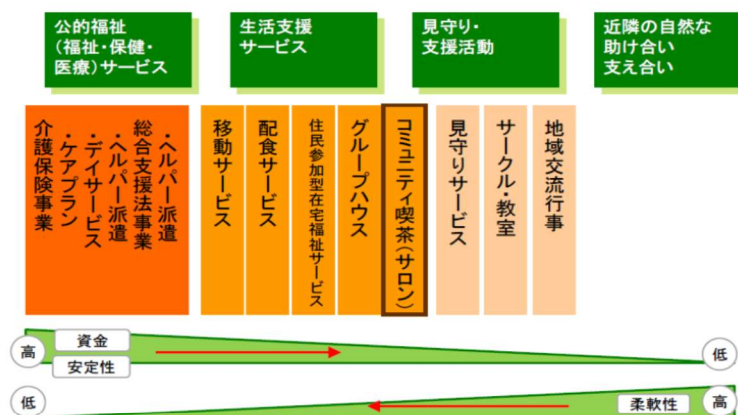 公的福祉
(福祉・保健・
医療)サービス
生活支援
サービス
見守り・
支援活動
近隣の自然な
助け合い
支え合い
介護保険事業
・ケアプラン
・デイサービス
・ヘルパー派遣
総合支援法事業
・ヘルパー派遣
移動サービス
配食サービス
住民参加型在宅福祉サービス
グループハウス
コミュニティ喫茶(サロン)
見守りサービス
サークル・教室
地域交流行事
高
資金
安定性
低
低
柔軟性
高